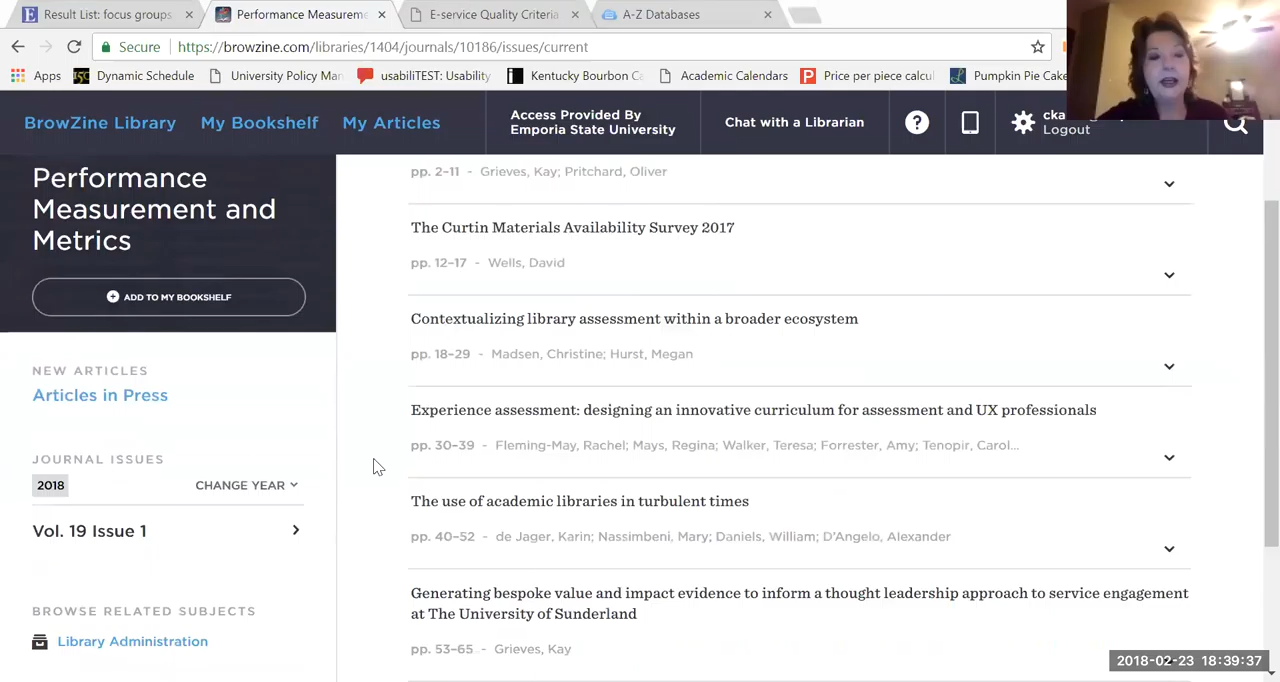 Result List: focus groups
Performance Measurem
E-service Quality Criteria
A-Z Databases
Secure
https://browzine.com/libraries/1404/journals/10186/issues/current
Apps
Dynamic Schedule
University Policy Man
usabiliTEST: Usability
Kentucky Bourbon C
Academic Calendars
Price per piece calcul
Pumpkin Pie Cake
BrowZine Library
My Bookshelf
My Articles
Access Provided By
Emporia State University
Chat with a Librarian
Logout
Performance
Measurement and
Metrics
ADD TO MY BOOKSHELF
NEW ARTICLES
Articles in Press
JOURNAL ISSUES
2018
CHANGE YEAR
Vol. 19 Issue 1
BROWSE RELATED SUBJECTS
Library Administration
pp. 2–11 - Grieves, Kay; Pritchard, Oliver
The Curtin Materials Availability Survey 2017
pp. 12–17 - Wells, David
Contextualizing library assessment within a broader ecosystem
pp. 18–29 - Madsen, Christine; Hurst, Megan
Experience assessment: designing an innovative curriculum for assessment and UX professionals
pp. 30–39 - Fleming-May, Rachel; Mays, Regina; Walker, Teresa; Forrester, Amy; Tenopir, Carol...
The use of academic libraries in turbulent times
pp. 40–52 - de Jager, Karin; Nassimbeni, Mary; Daniels, William; D'Angelo, Alexander
Generating bespoke value and impact evidence to inform a thought leadership approach to service engagement
at The University of Sunderland
pp. 53–65 - Grieves, Kay
2018-02-23 18:39:37